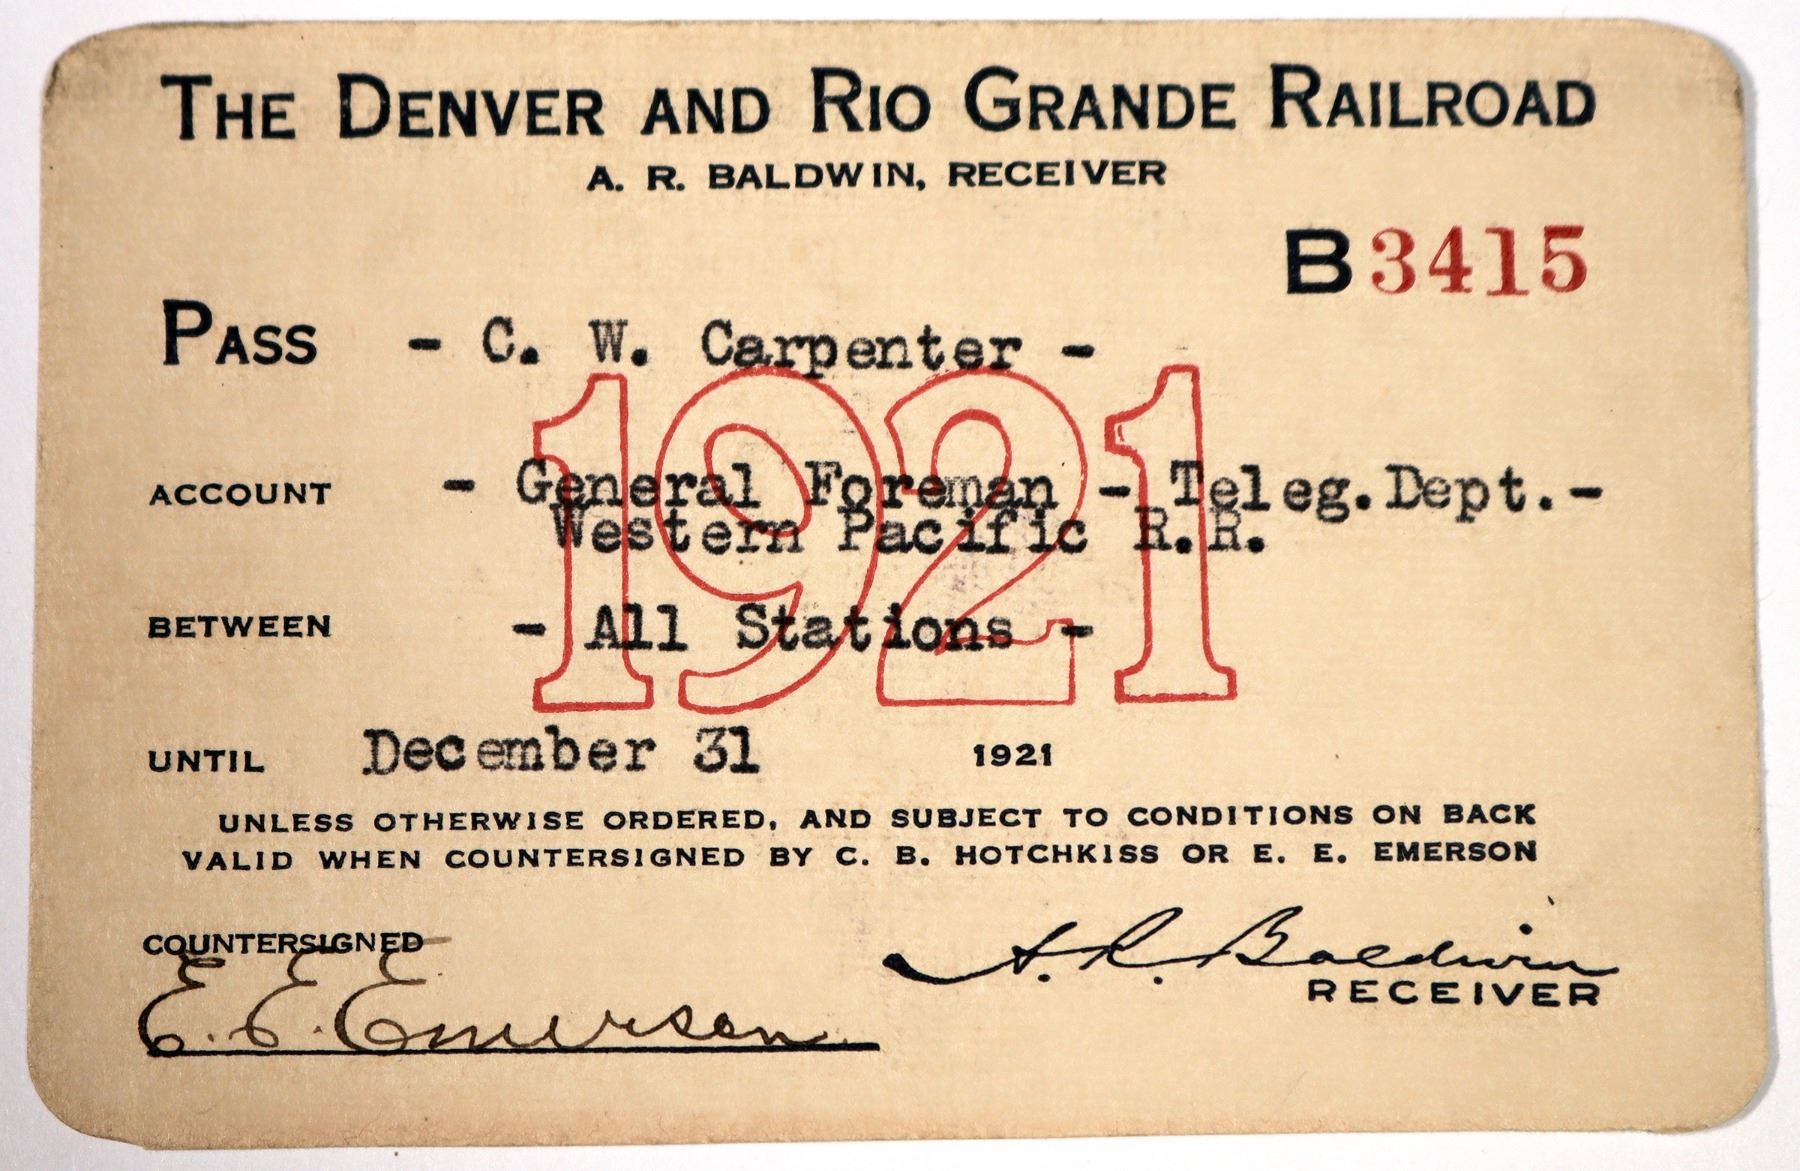 THE DENVER AND RIO GRANDE RAILROAD
A. R. BALDWIN, RECEIVER
B3415
PASS - C. W. Carpenter -
1921
ACCOUNT - General Foreman - Teleg.Dept.-
Western Pacific R.R.
BETWEEN - All Stations -
UNTIL December 31 1921
UNLESS OTHERWISE ORDERED, AND SUBJECT TO CONDITIONS ON BACK
VALID WHEN COUNTERSIGNED BY C. B. HOTCHKISS OR E. E. EMERSON
COUNTERSIGNED
E. E. Emerson
A. R. Baldwin
RECEIVER